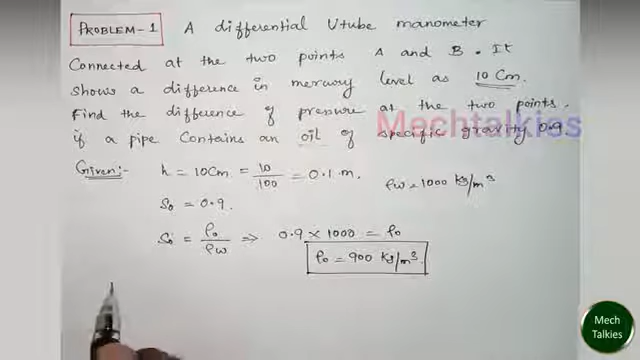 PROBLEM-1 A differential Utube manometer
Connected at the two points A and B. It
shows a difference in mercury level as 10 Cm.
Find the difference of pressure at the two points.
if a pipe Contains an oil of specific gravity 0.9
Mechtalkies
Given:- h = 10Cm = 10/100 = 0.1 m. ρw = 1000 kg/m³
So = 0.9.
So = ρo/ρw ⇒ 0.9 × 1000 = ρo
ρo = 900 kg/m³.
Mech
Talkies